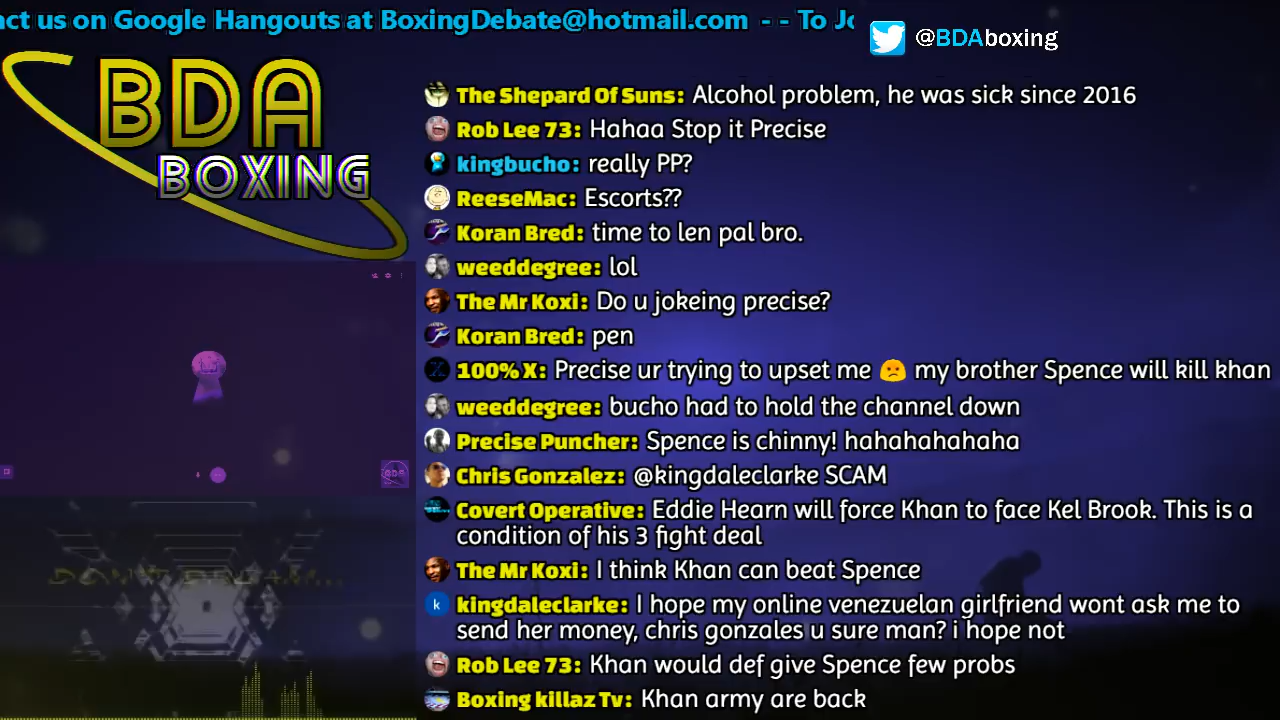 act us on Google Hangouts at BoxingDebate@hotmail.com - - To Jo
@BDAboxing
BDA
BOXING
The Shepard Of Suns: Alcohol problem, he was sick since 2016
Rob Lee 73: Hahaa Stop it Precise
kingbucho: really PP?
ReeseMac: Escorts??
Koran Bred: time to len pal bro.
weeddegree: lol
The Mr Koxi: Do u jokeing precise?
Koran Bred: pen
100% X: Precise ur trying to upset me 😠 my brother Spence will kill khan
weeddegree: bucho had to hold the channel down
Precise Puncher: Spence is chinny! hahahahahaha
Chris Gonzalez: @kingdaleclarke SCAM
Covert Operative: Eddie Hearn will force Khan to face Kel Brook. This is a
condition of his 3 fight deal
The Mr Koxi: I think Khan can beat Spence
k
kingdaleclarke: I hope my online venezuelan girlfriend wont ask me to
send her money, chris gonzales u sure man? i hope not
Rob Lee 73: Khan would def give Spence few probs
Boxing killaz Tv: Khan army are back